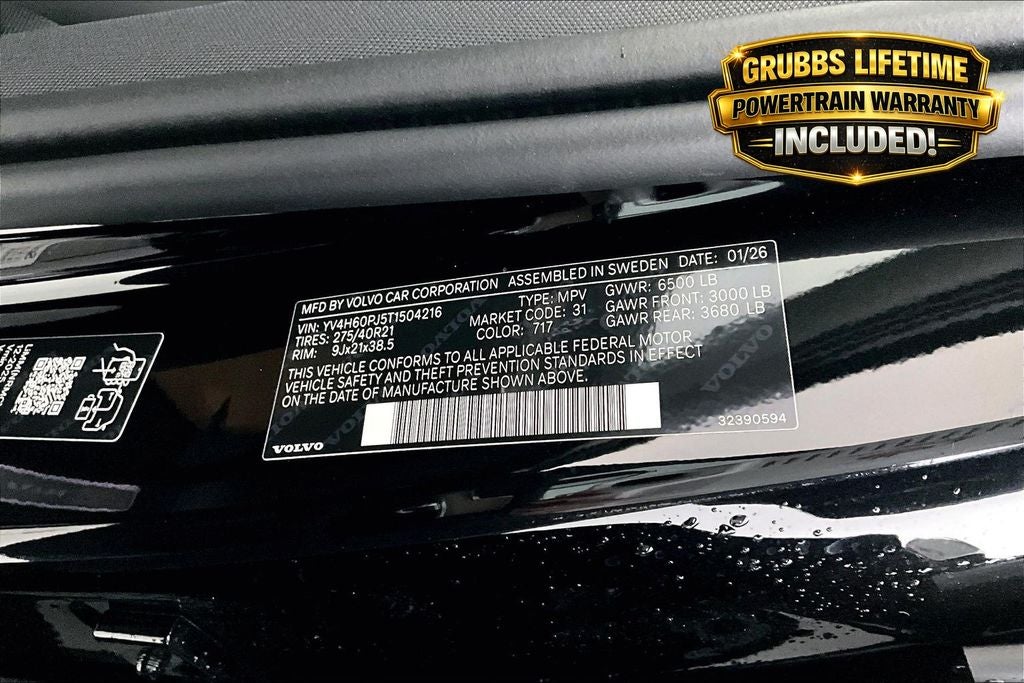 GRUBBS LIFETIME
POWERTRAIN WARRANTY
INCLUDED!
MFD BY VOLVO CAR CORPORATION ASSEMBLED IN SWEDEN DATE: 01/26
VIN: YV4H60PJ5T1504216 TYPE: MPV GVWR: 6500 LB
TIRES: 275/40R21 MARKET CODE: 31 GAWR FRONT: 3000 LB
RIM: 9Jx21x38.5 COLOR: 717 GAWR REAR: 3680 LB
THIS VEHICLE CONFORMS TO ALL APPLICABLE FEDERAL MOTOR
VEHICLE SAFETY AND THEFT PREVENTION STANDARDS IN EFFECT
ON THE DATE OF MANUFACTURE SHOWN ABOVE.
VOLVO
32390594